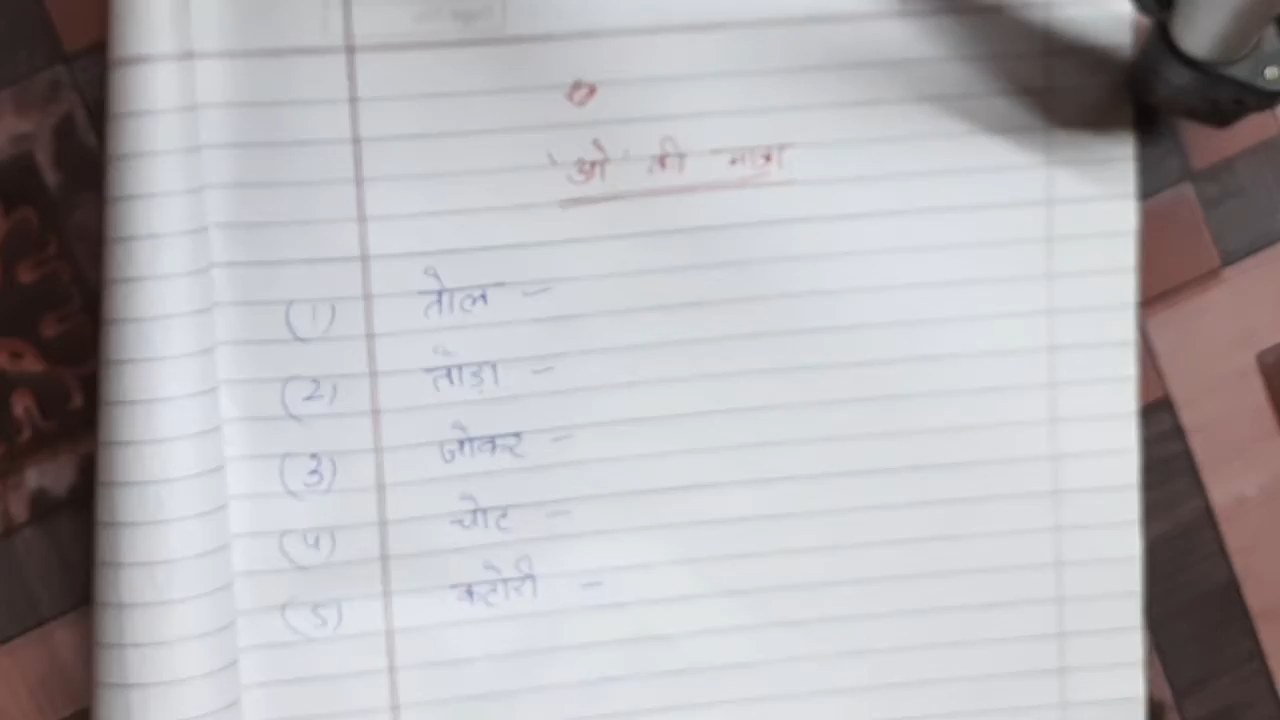 'ओ' की मात्रा
(1) तोल -
(2) तोड़ा -
(3) जोकर -
(4) चोट -
(5) कटोरी -